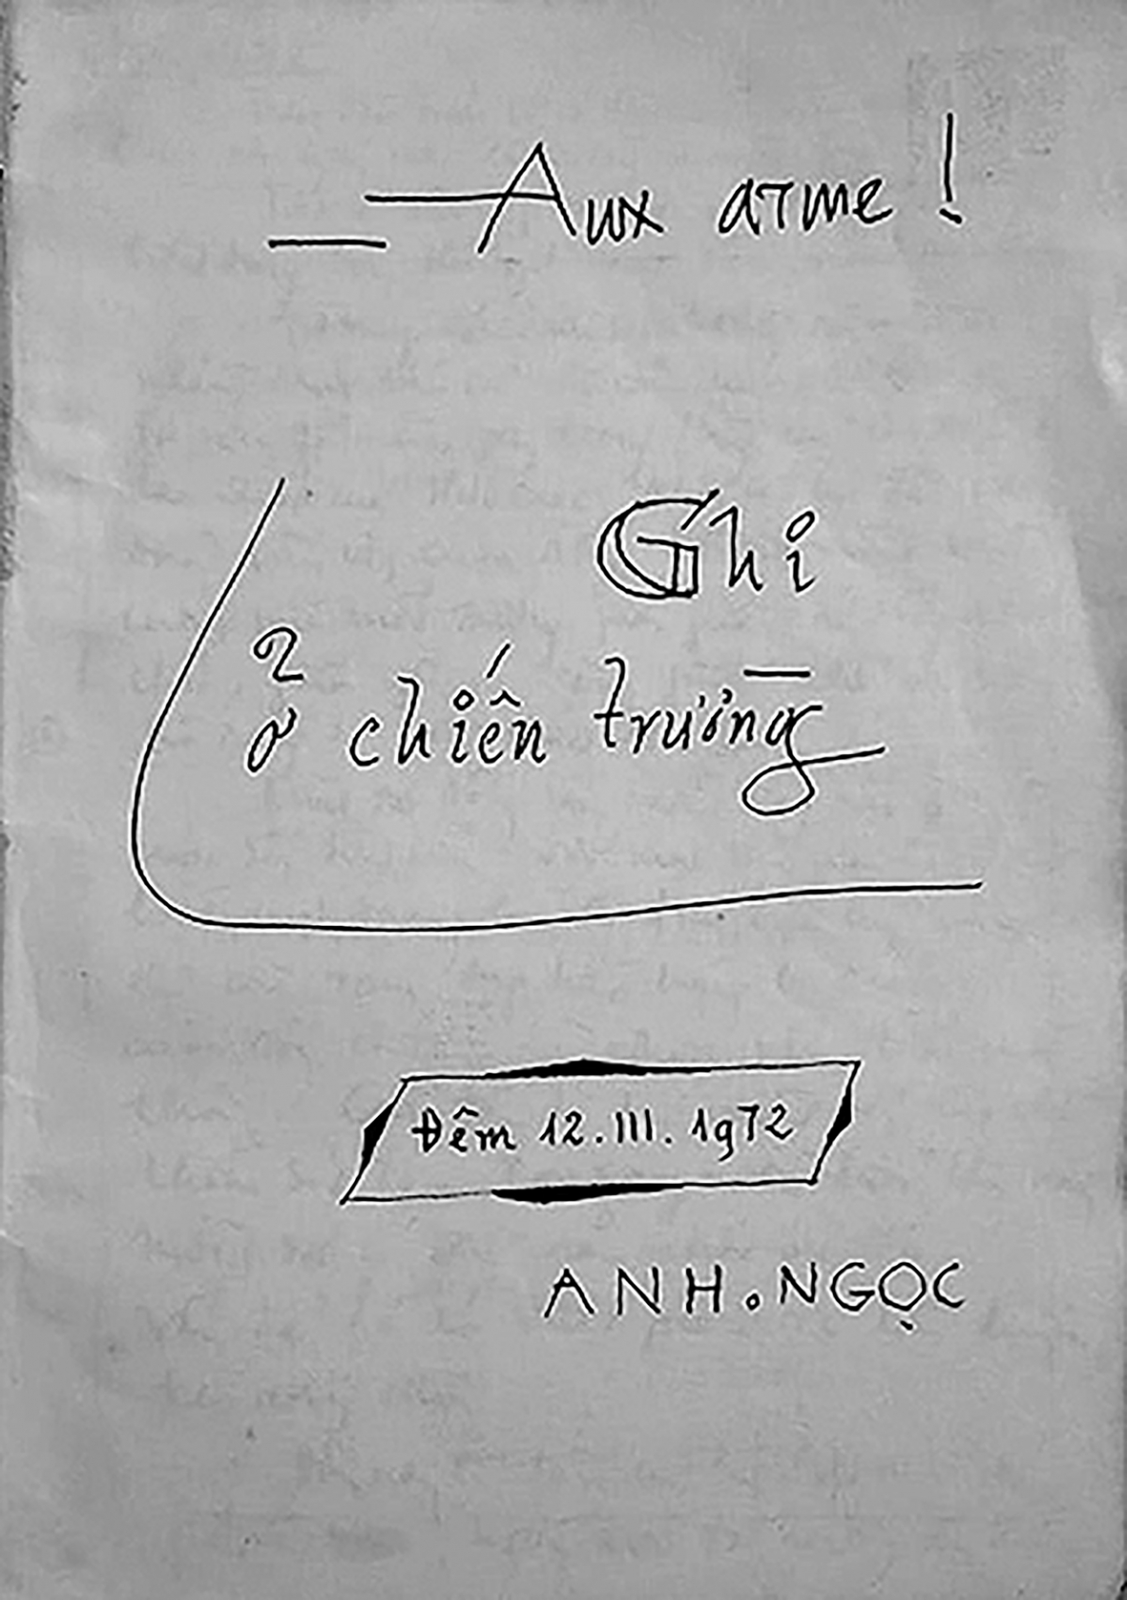 — Aux arme !
Ghi
ở chiến trường
Đêm 12.III.1972
ANH.NGỌC